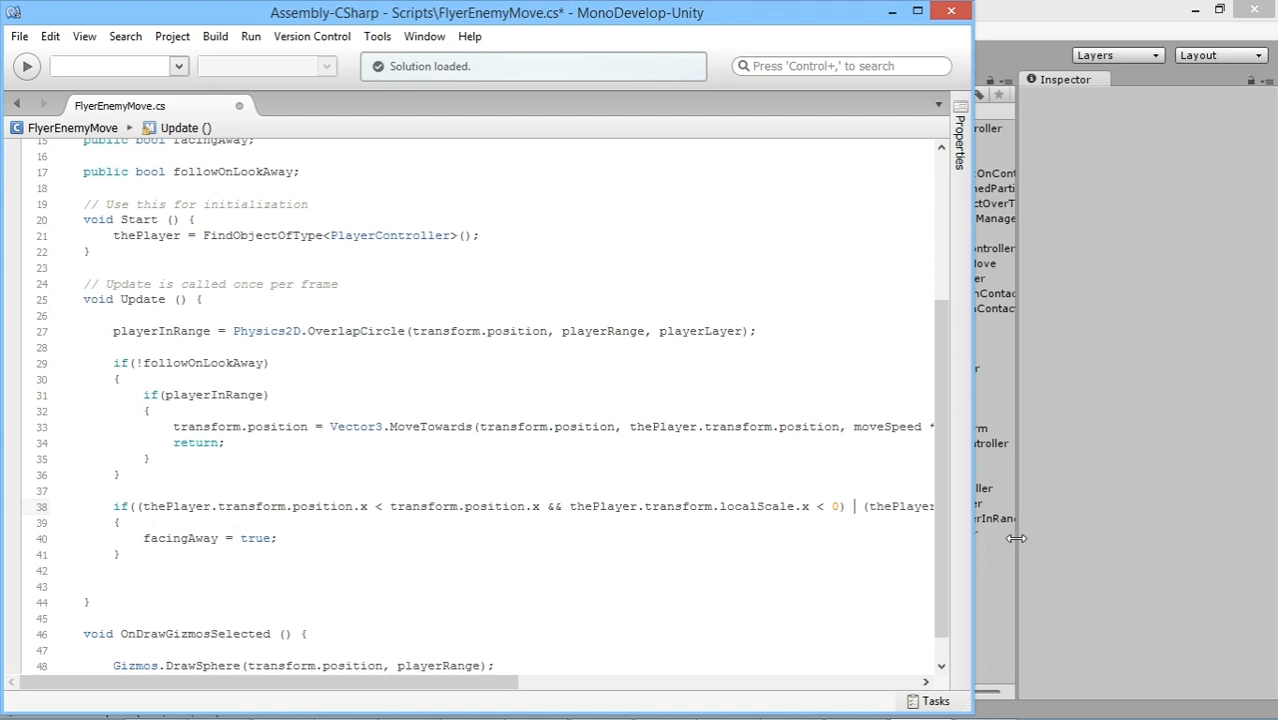 Assembly-CSharp - Scripts\FlyerEnemyMove.cs* - MonoDevelop-Unity
File Edit View Search Project Build Run Version Control Tools Window Help
Solution loaded.
Press 'Control+,' to search
Layers
Layout
Inspector
FlyerEnemyMove.cs
FlyerEnemyMove
Update ()
Properties
15 public bool facingAway;
16
17 public bool followOnLookAway;
18
19 // Use this for initialization
20 void Start () {
21 thePlayer = FindObjectOfType<PlayerController>();
22 }
23
24 // Update is called once per frame
25 void Update () {
26
27 playerInRange = Physics2D.OverlapCircle(transform.position, playerRange, playerLayer);
28
29 if(!followOnLookAway)
30 {
31 if(playerInRange)
32 {
33 transform.position = Vector3.MoveTowards(transform.position, thePlayer.transform.position, moveSpeed *
34 return;
35 }
36 }
37
38 if((thePlayer.transform.position.x < transform.position.x && thePlayer.transform.localScale.x < 0) | (thePlayer
39 {
40 facingAway = true;
41 }
42
43
44 }
45
46 void OnDrawGizmosSelected () {
47
48 Gizmos.DrawSphere(transform.position, playerRange);
Tasks